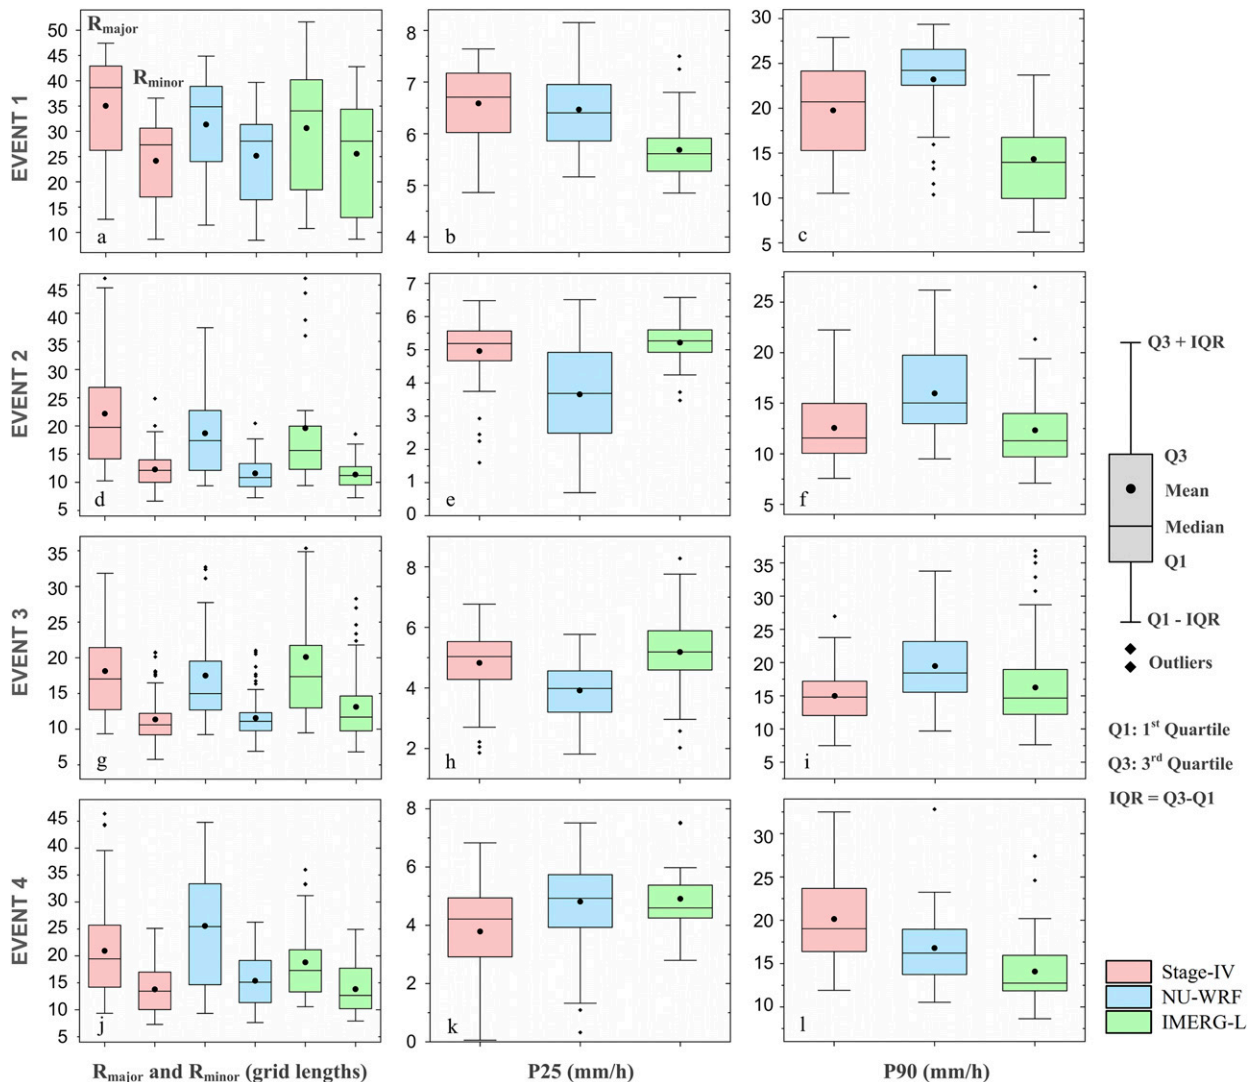 EVENT 1
50
45
40
35
30
25
20
15
10
R_major
R_minor
a
8
7
6
5
4
b
30
25
20
15
10
5
c
EVENT 2
45
40
35
30
25
20
15
10
5
d
7
6
5
4
3
2
1
0
e
25
20
15
10
5
f
EVENT 3
35
30
25
20
15
10
5
g
8
6
4
2
h
35
30
25
20
15
10
5
i
EVENT 4
45
40
35
30
25
20
15
10
5
j
8
6
4
2
0
k
30
25
20
15
10
l
R_major and R_minor (grid lengths)
P25 (mm/h)
P90 (mm/h)
Q3 + IQR
Q3
Mean
Median
Q1
Q1 - IQR
Outliers
Q1: 1st Quartile
Q3: 3rd Quartile
IQR = Q3-Q1
Stage-IV
NU-WRF
IMERG-L